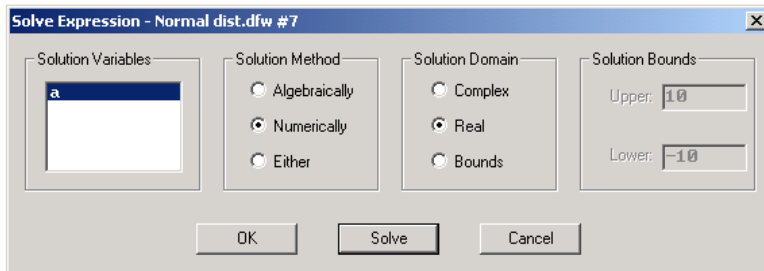 Solve Expression - Normal dist.dfw #7
Solution Variables
a
Solution Method
Algebraically
Numerically
Either
Solution Domain
Complex
Real
Bounds
Solution Bounds
Upper: 10
Lower: -10
OK
Solve
Cancel